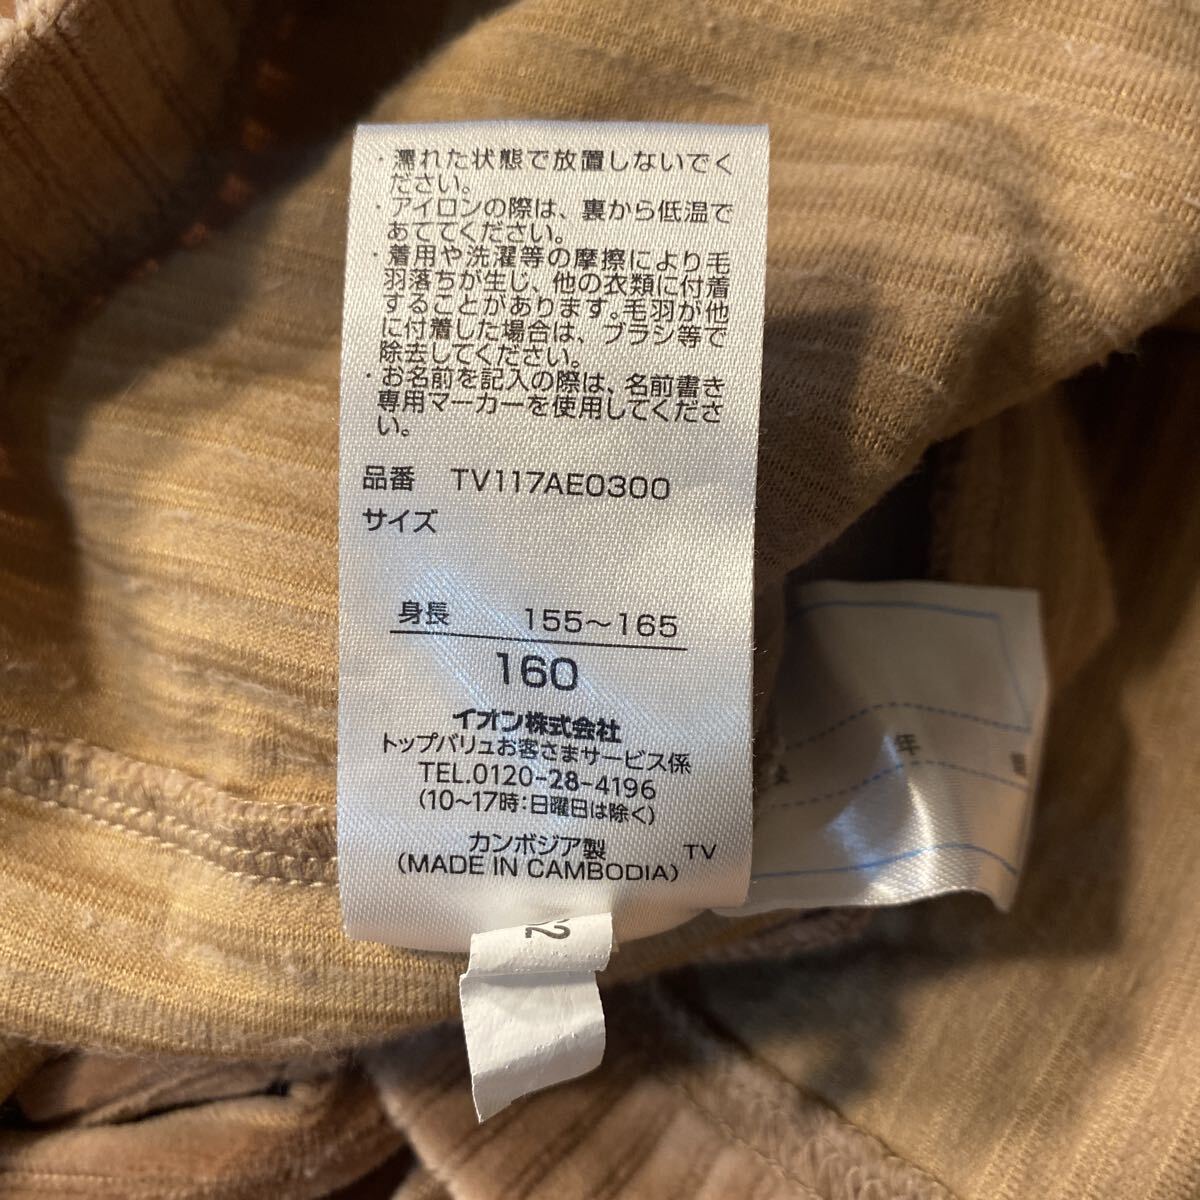 ・濡れた状態で放置しないでく
ださい。
・アイロンの際は、裏から低温で
あててください。
・着用や洗濯等の摩擦により毛
羽落ちが生じ、他の衣類に付着
することがあります。毛羽が他
に付着した場合は、ブラシ等で
除去してください。
・お名前を記入の際は、名前書き
専用マーカーを使用してくださ
い。
品番 TV117AE0300
サイズ
身長 155〜165
160
イオン株式会社
トップバリュお客さまサービス係
TEL.0120-28-4196
(10〜17時:日曜日は除く)
カンボジア製 TV
(MADE IN CAMBODIA)
年